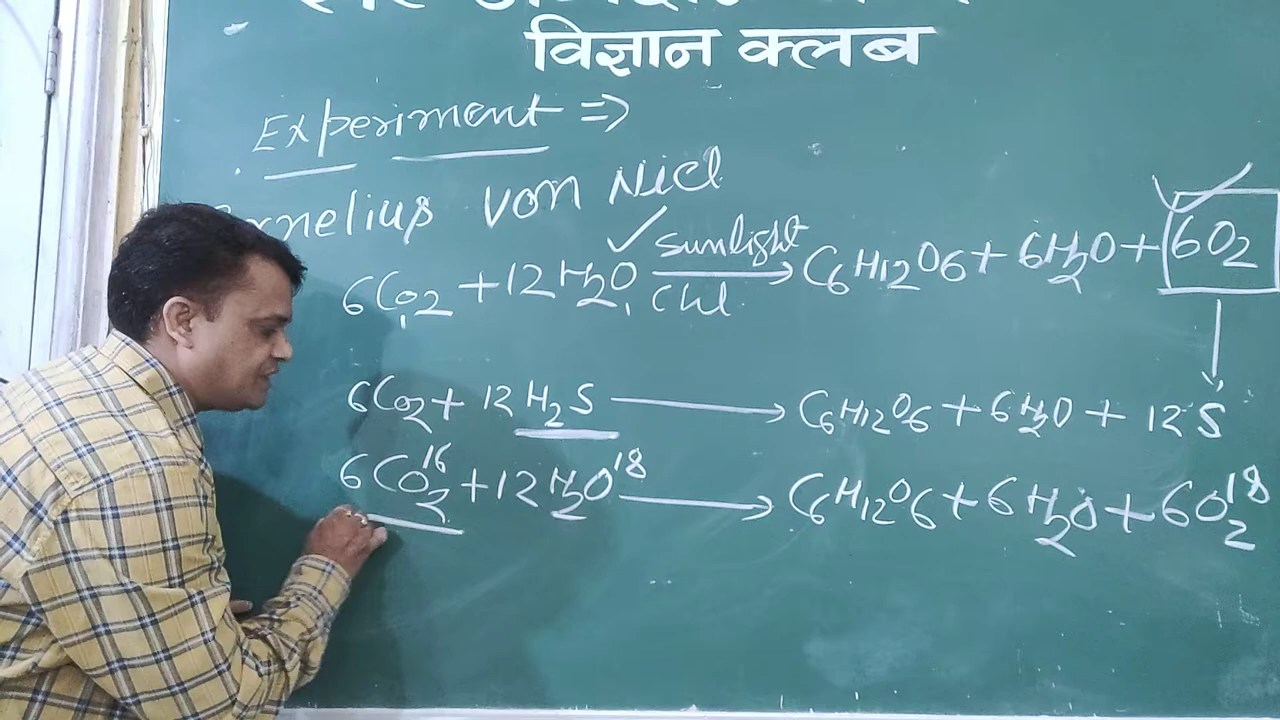 विज्ञान क्लब
Experiment ⇒
Cornelius von Niel
6CO2 + 12H2O ✓ sunlight → Chl C6H12O6 + 6H2O + 6O2
6CO2 + 12H2S → C6H12O6 + 6H2O + 12S
6CO2^16 + 12H2O^18 → C6H12O6 + 6H2O + 6O2^18